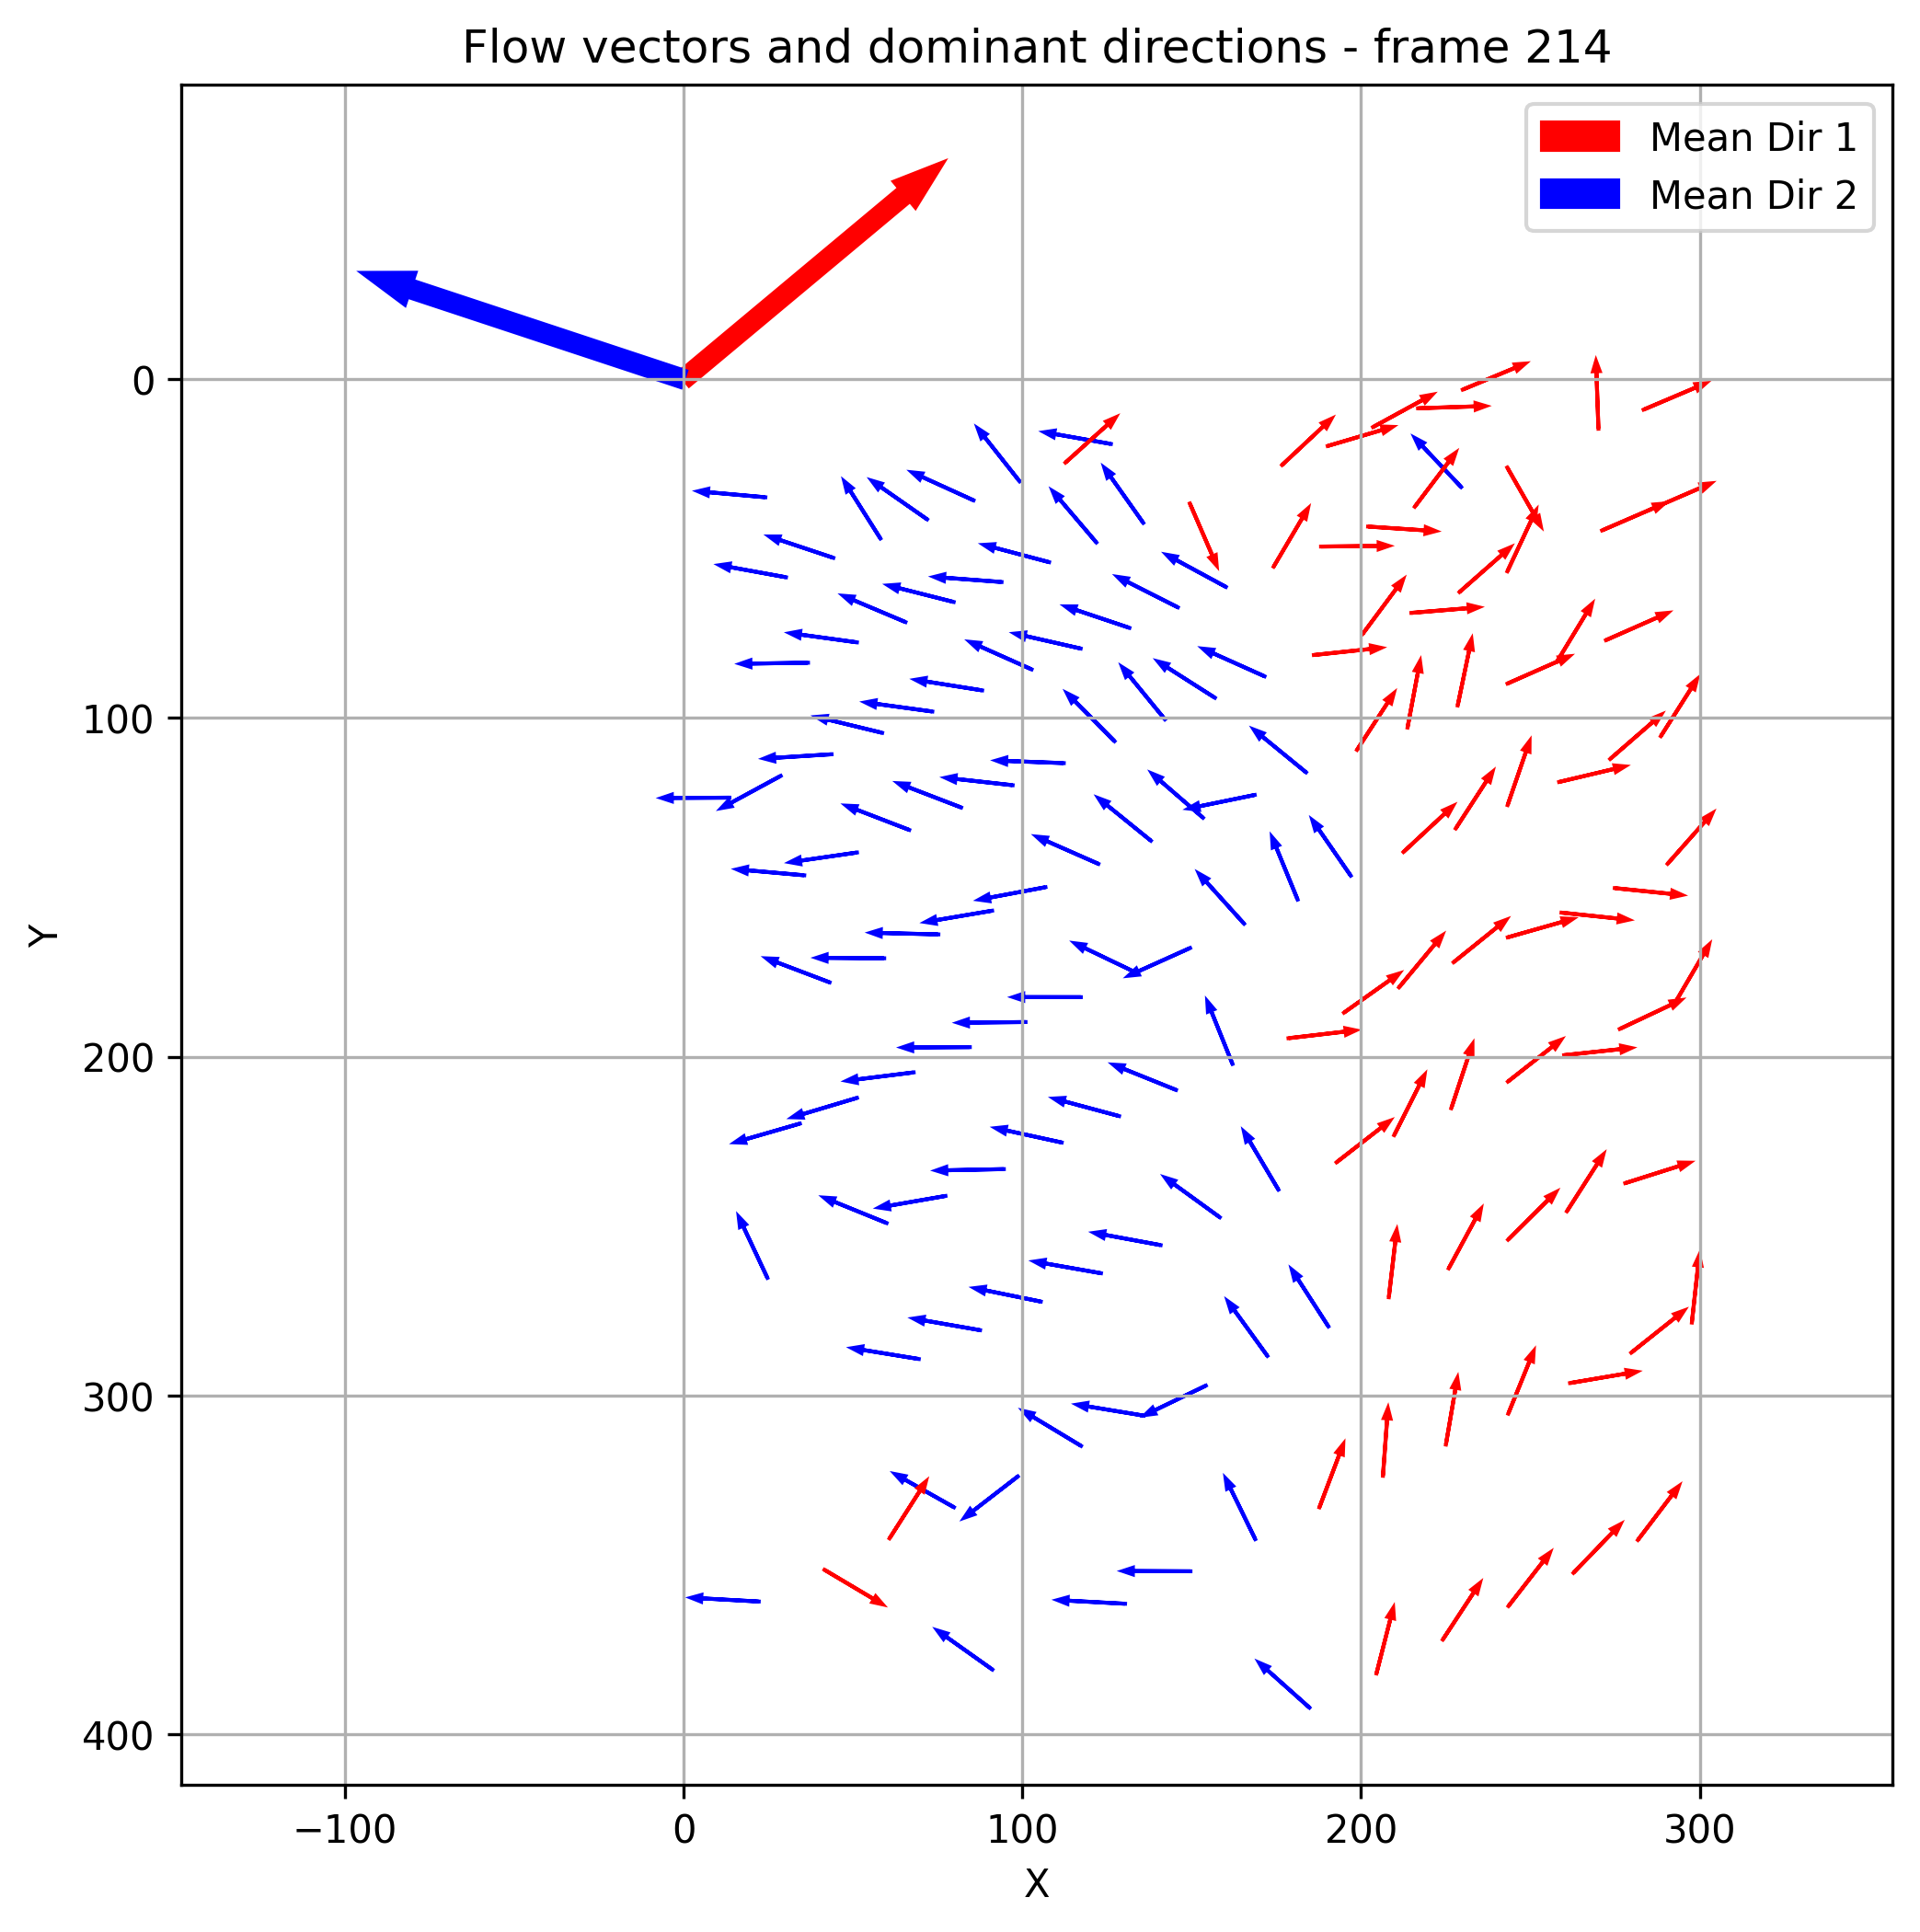 Flow vectors and dominant directions - frame 214
Mean Dir 1
Mean Dir 2
0
100
200
300
400
Y
−100
0
100
200
300
X